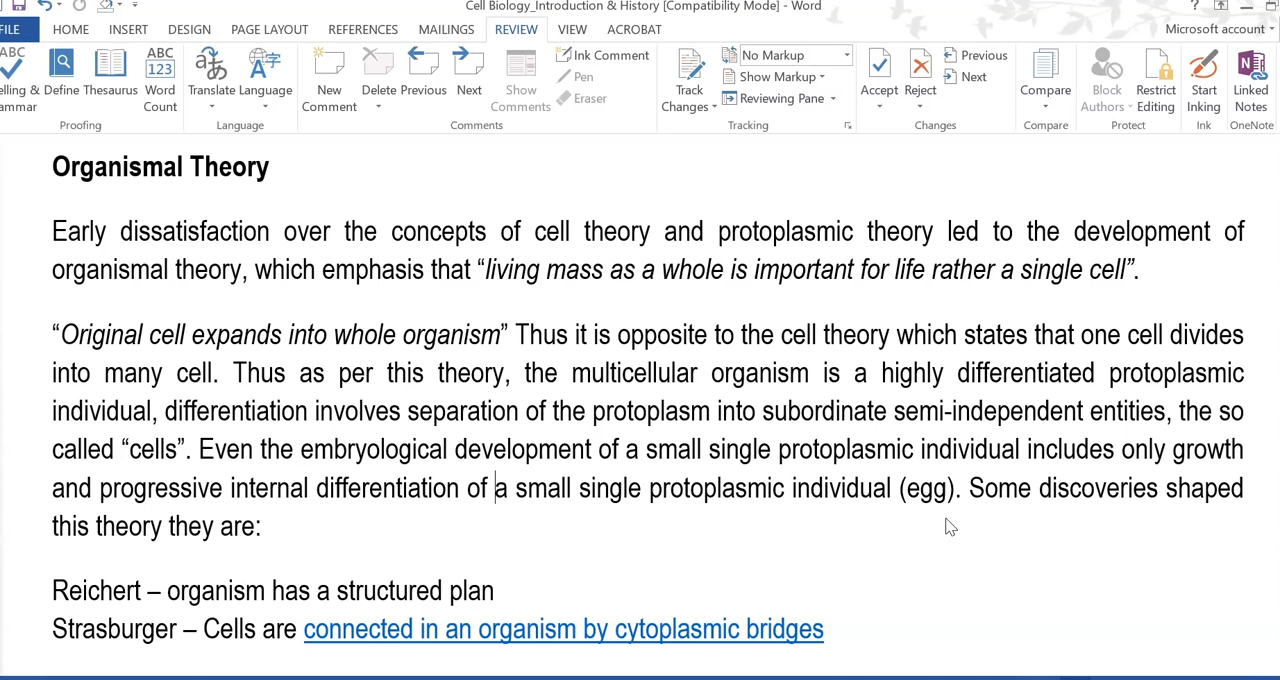 Cell Biology_Introduction & History [Compatibility Mode] - Word
FILE HOME INSERT DESIGN PAGE LAYOUT REFERENCES MAILINGS REVIEW VIEW ACROBAT Microsoft account
ABC ABC No Markup Ink Comment Previous
123 Show Markup Pen Next
Define Thesaurus Word Count Translate Language New Comment Delete Previous Next Show Comments Eraser Track Changes Reviewing Pane Accept Reject Compare Block Authors Restrict Editing Start Inking Linked Notes
Proofing Language Comments Tracking Changes Compare Protect Ink OneNote
Organismal Theory
Early dissatisfaction over the concepts of cell theory and protoplasmic theory led to the development of
organismal theory, which emphasis that “living mass as a whole is important for life rather a single cell”.
“Original cell expands into whole organism” Thus it is opposite to the cell theory which states that one cell divides
into many cell. Thus as per this theory, the multicellular organism is a highly differentiated protoplasmic
individual, differentiation involves separation of the protoplasm into subordinate semi-independent entities, the so
called “cells”. Even the embryological development of a small single protoplasmic individual includes only growth
and progressive internal differentiation of a small single protoplasmic individual (egg). Some discoveries shaped
this theory they are:
Reichert – organism has a structured plan
Strasburger – Cells are connected in an organism by cytoplasmic bridges